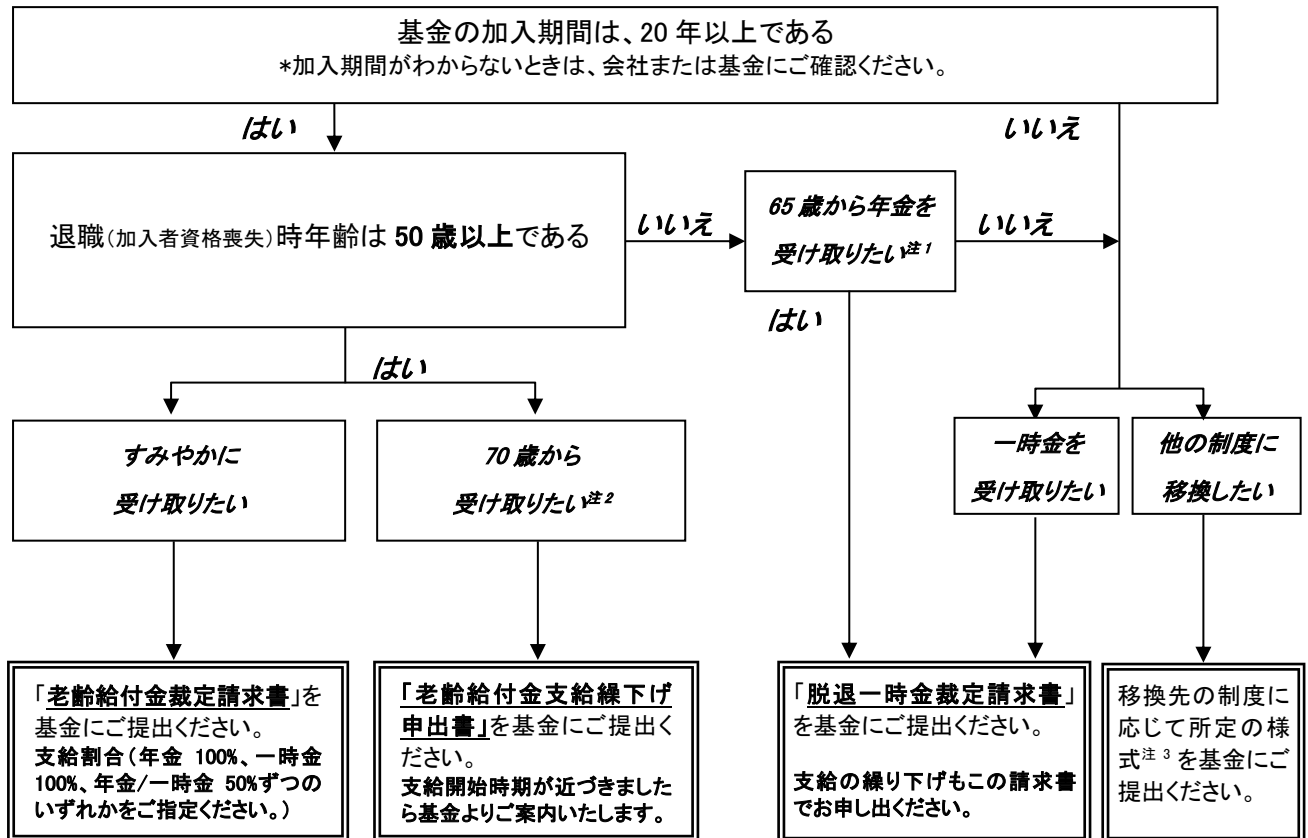 基金の加入期間は、20 年以上である
*加入期間がわからないときは、会社または基金にご確認ください。
はい
いいえ
退職(加入者資格喪失)時年齢は 50 歳以上である
いいえ
65 歳から年金を
受け取りたい注1
いいえ
はい
はい
すみやかに
受け取りたい
70 歳から
受け取りたい注2
一時金を
受け取りたい
他の制度に
移換したい
「老齢給付金裁定請求書」を
基金にご提出ください。
支給割合(年金 100%、一時金
100%、年金/一時金 50%ずつの
いずれかをご指定ください。)
「老齢給付金支給繰下げ
申出書」を基金にご提出く
ださい。
支給開始時期が近づきました
ら基金よりご案内いたします。
「脱退一時金裁定請求書」
を基金にご提出ください。
支給の繰り下げもこの請求書
でお申し出ください。
移換先の制度に
応じて所定の様
式注 3 を基金にご
提出ください。